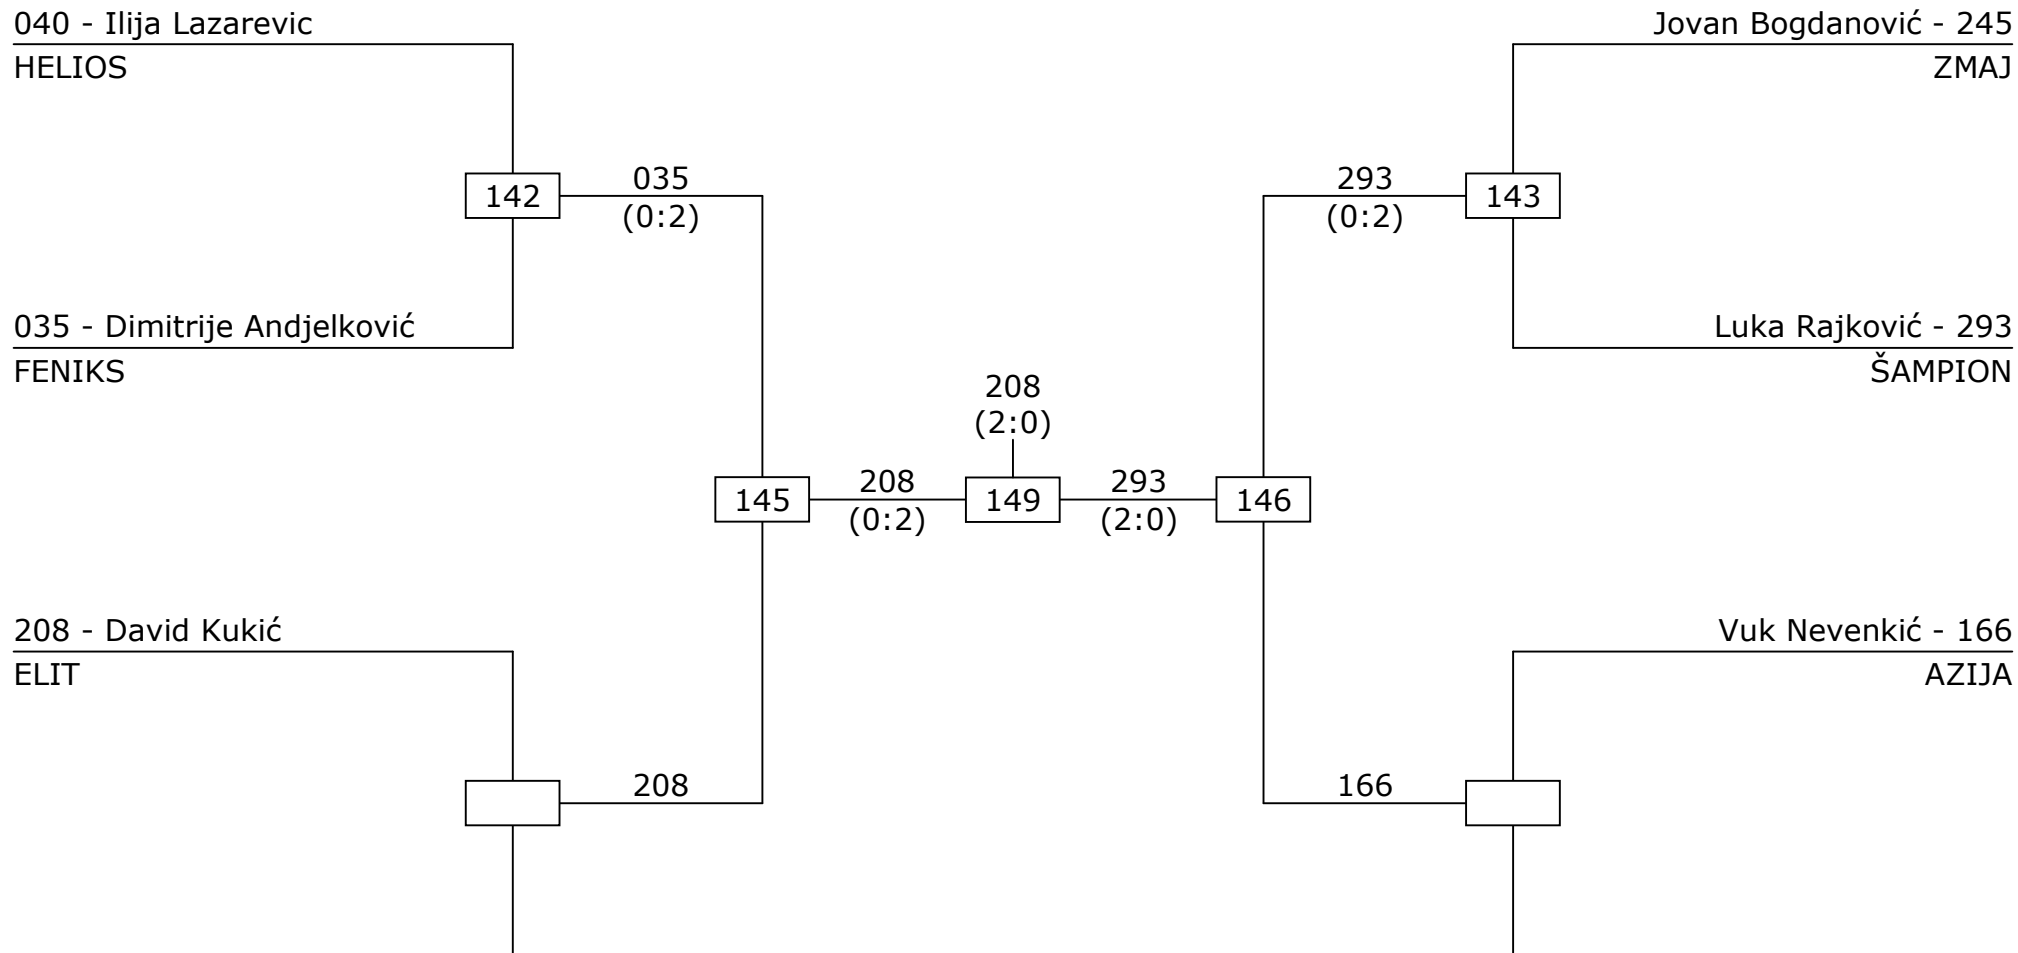 040 - Ilija Lazarevic
HELIOS
Jovan Bogdanović - 245
ZMAJ
142
035
(0:2)
293
(0:2)
143
035 - Dimitrije Andjelković
FENIKS
Luka Rajković - 293
ŠAMPION
208
(2:0)
145
208
(0:2)
149
293
(2:0)
146
208 - David Kukić
ELIT
Vuk Nevenkić - 166
AZIJA
208
166